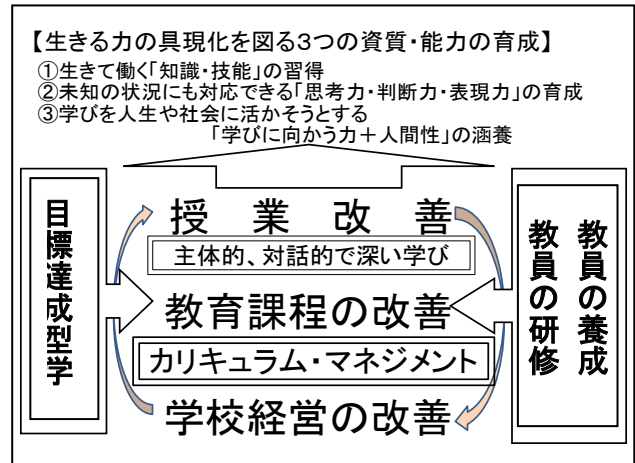 【生きる力の具現化を図る3つの資質・能力の育成】
①生きて働く「知識・技能」の習得
②未知の状況にも対応できる「思考力・判断力・表現力」の育成
③学びを人生や社会に活かそうとする
「学びに向かう力+人間性」の涵養
目標達成型学
授業改善
主体的、対話的で深い学び
教育課程の改善
カリキュラム・マネジメント
学校経営の改善
教員の養成
教員の研修